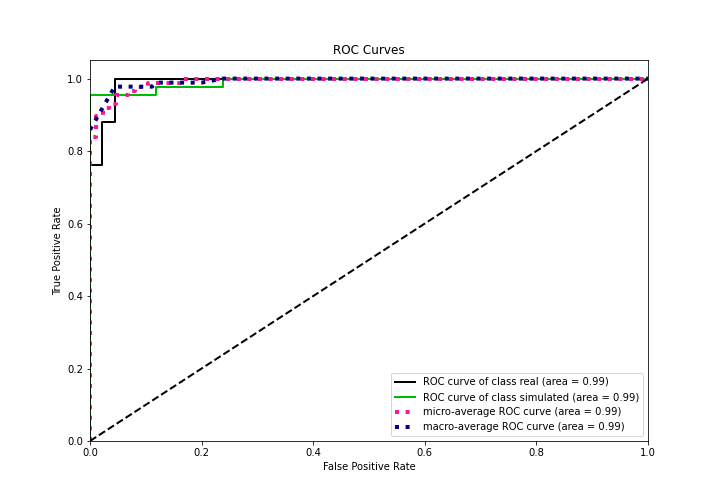 ROC Curves
True Positive Rate
1.0
0.8
0.6
0.4
0.2
0.0
0.0 0.2 0.4 0.6 0.8 1.0
False Positive Rate
ROC curve of class real (area = 0.99)
ROC curve of class simulated (area = 0.99)
micro-average ROC curve (area = 0.99)
macro-average ROC curve (area = 0.99)